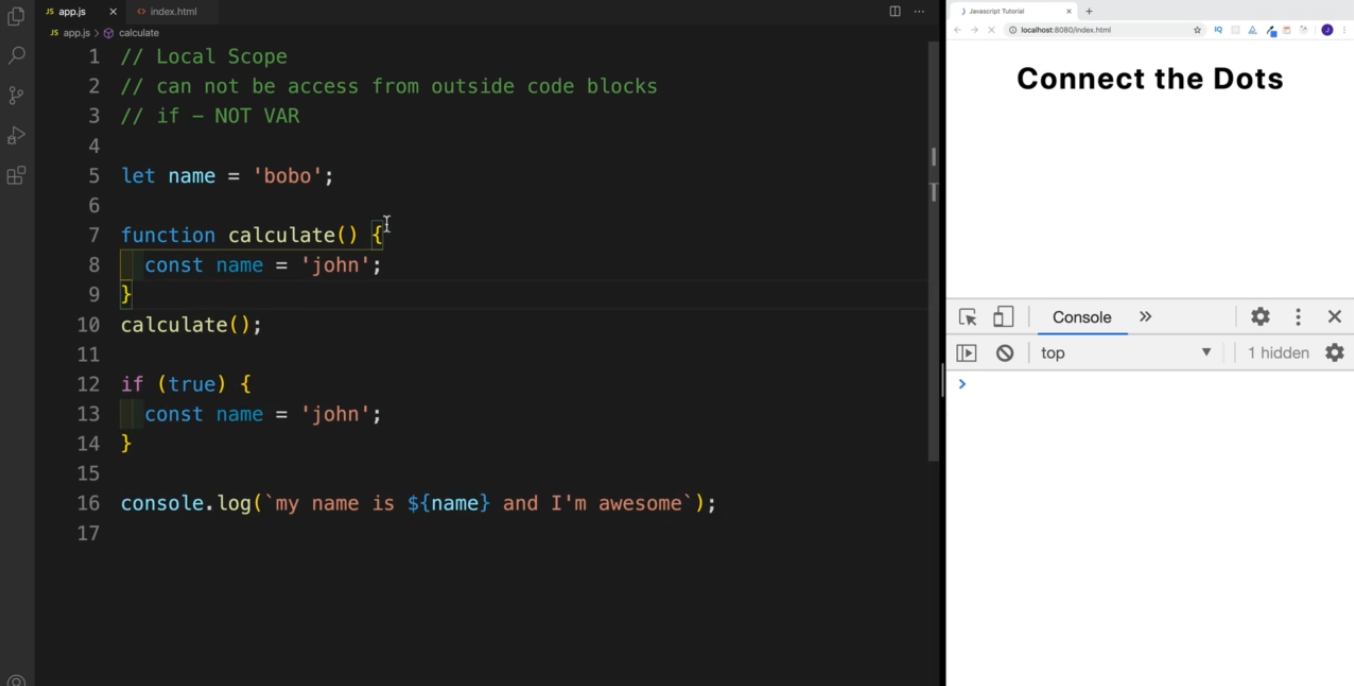 app.js
index.html
app.js > calculate
1 // Local Scope
2 // can not be access from outside code blocks
3 // if – NOT VAR
4
5 let name = 'bobo';
6
7 function calculate() {
8 const name = 'john';
9 }
10 calculate();
11
12 if (true) {
13 const name = 'john';
14 }
15
16 console.log(`my name is ${name} and I'm awesome`);
17
Javascript Tutorial
localhost:8080/index.html
IQ
J
Connect the Dots
Console
top
1 hidden